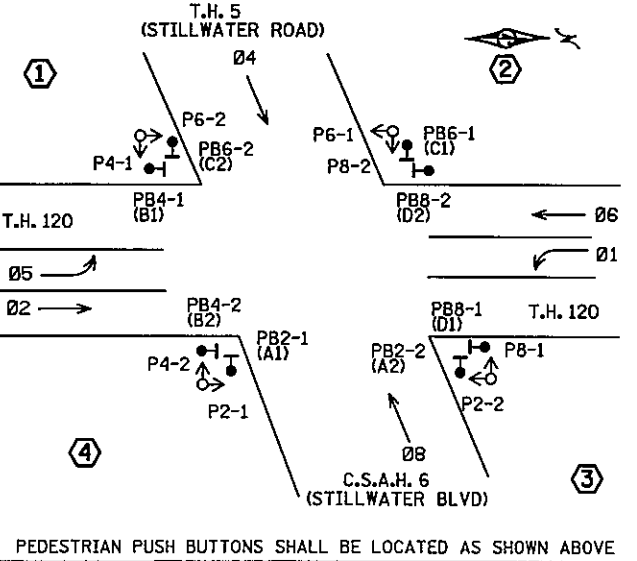 T.H. 5
(STILLWATER ROAD)
Ø4
1
2
P6-2
PB6-2
(C2)
P4-1
PB4-1
(B1)
P6-1
P8-2
PB6-1
(C1)
PB8-2
(D2)
T.H. 120
Ø6
Ø1
Ø5
Ø2
PB4-2
(B2)
PB2-1
(A1)
P4-2
P2-1
PB8-1
(D1)
T.H. 120
PB2-2
(A2)
P8-1
P2-2
4
Ø8
3
C.S.A.H. 6
(STILLWATER BLVD)
PEDESTRIAN PUSH BUTTONS SHALL BE LOCATED AS SHOWN ABOVE